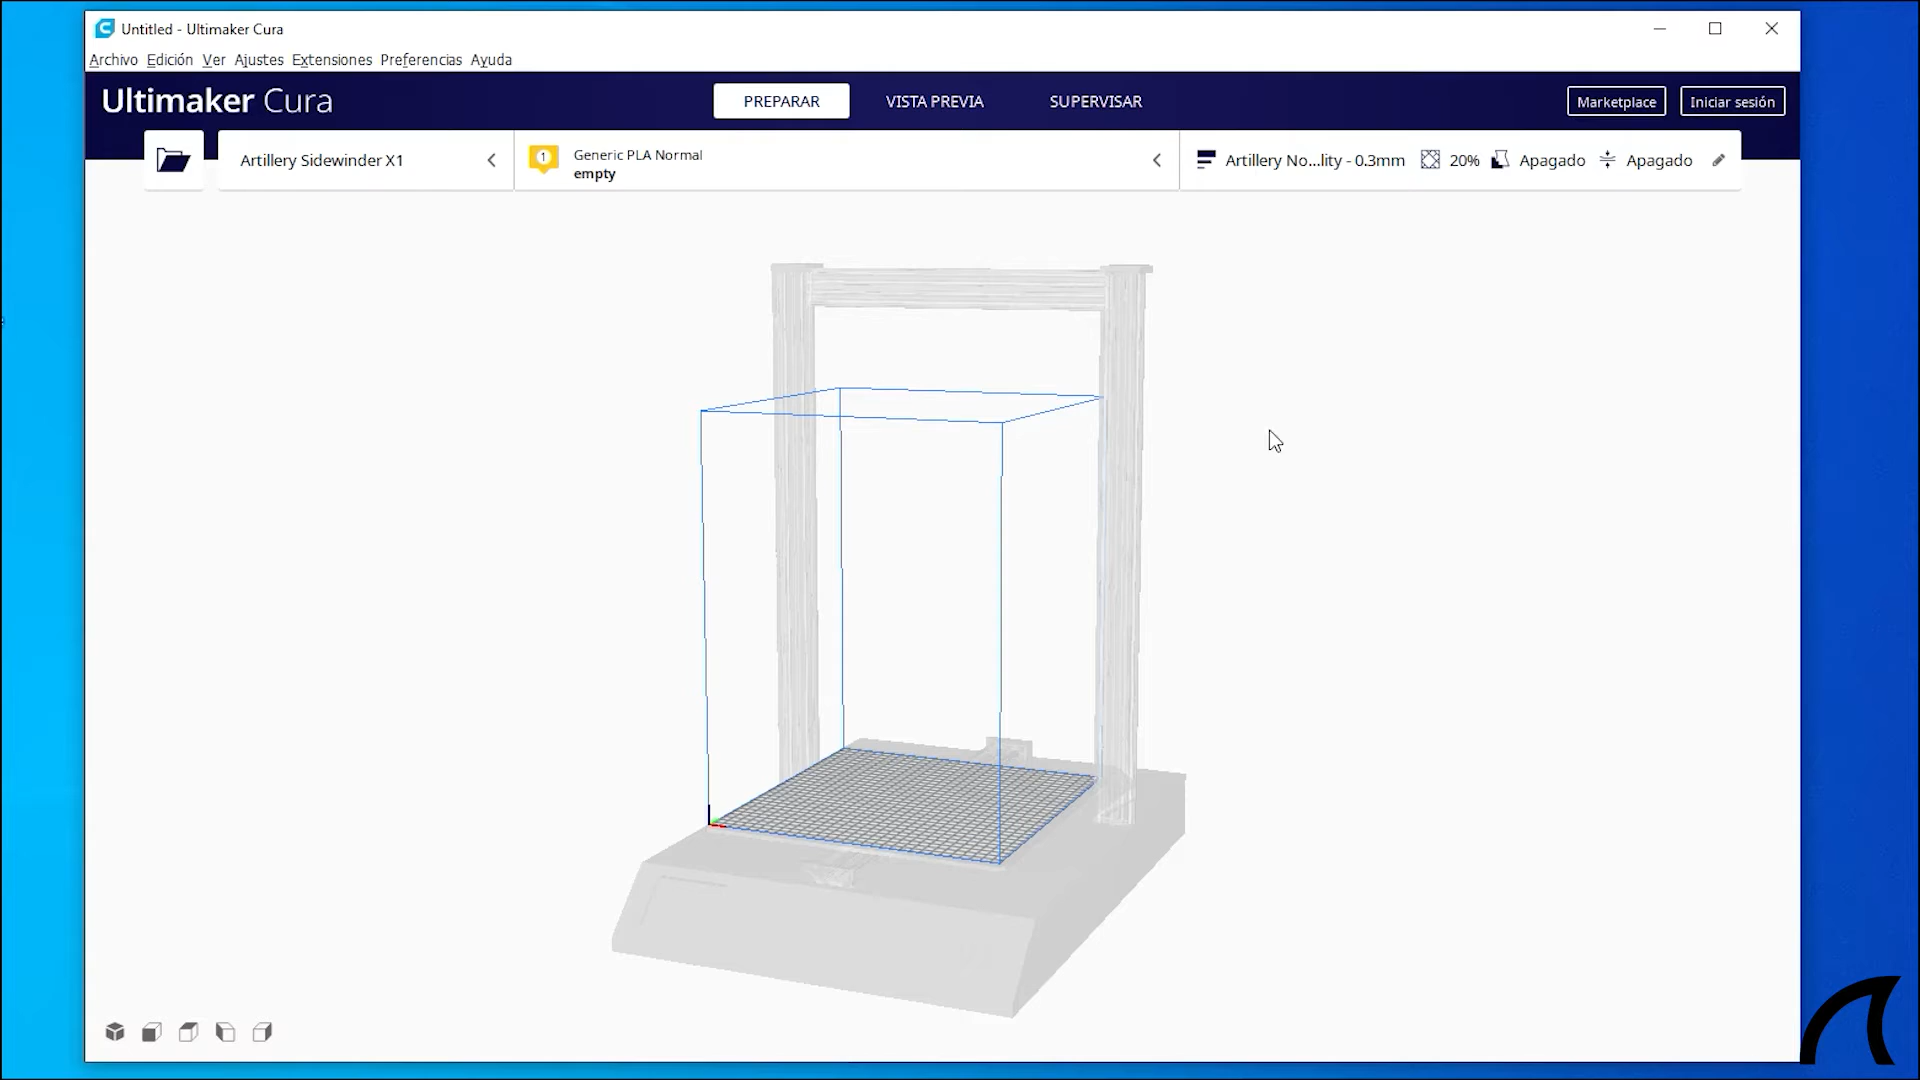 Untitled - Ultimaker Cura
Archivo Edición Ver Ajustes Extensiones Preferencias Ayuda
Ultimaker Cura PREPARAR VISTA PREVIA SUPERVISAR Marketplace Iniciar sesión
Artillery Sidewinder X1 1 Generic PLA Normal Artillery No...lity - 0.3mm 20% Apagado Apagado
empty